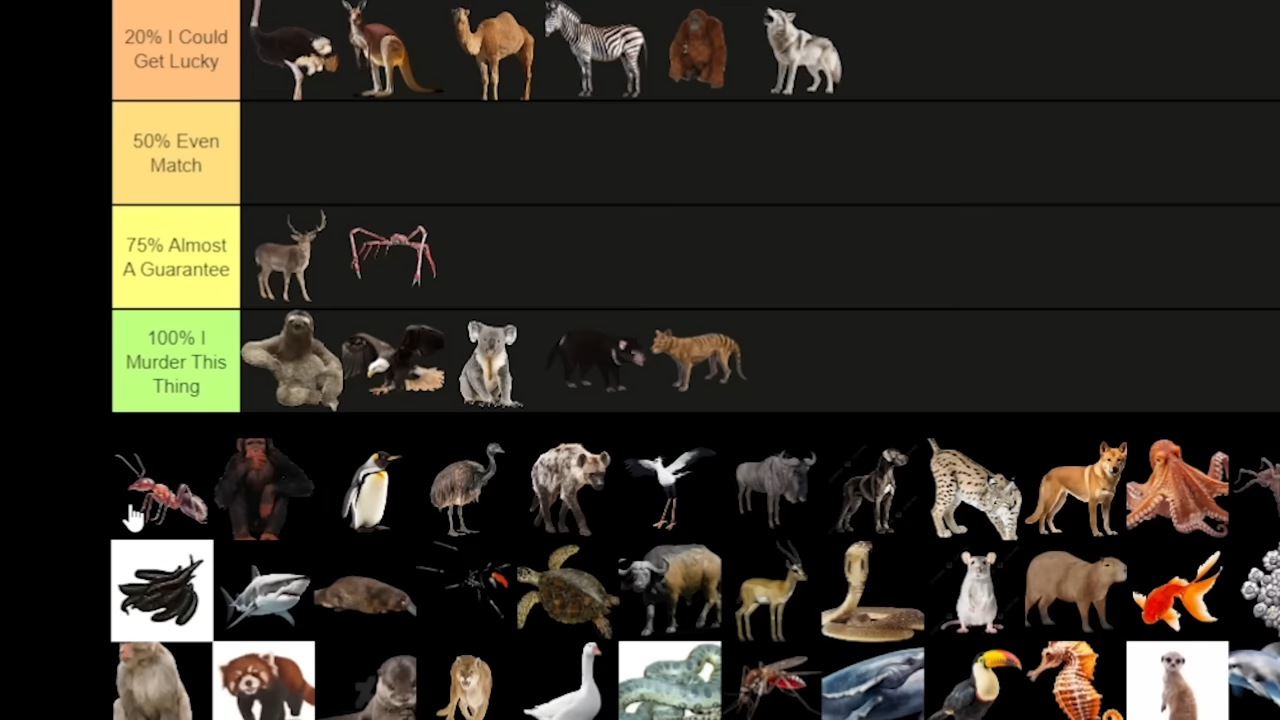 20% I Could
Get Lucky
50% Even
Match
75% Almost
A Guarantee
100% I
Murder This
Thing